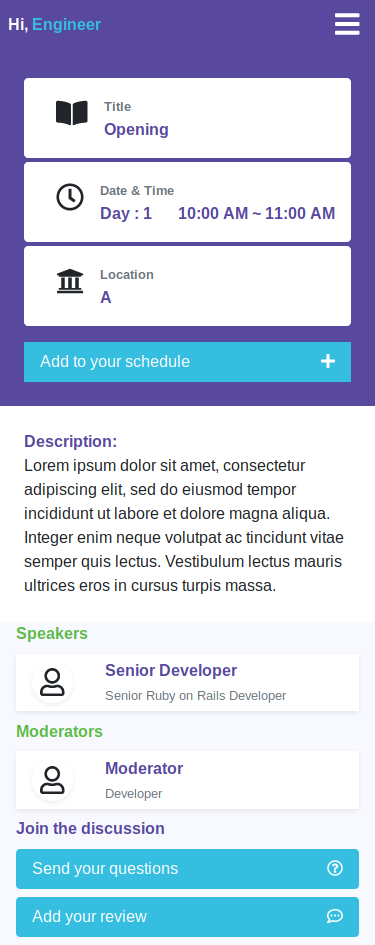 Hi, Engineer
Title
Opening
Date & Time
Day : 1 10:00 AM ~ 11:00 AM
Location
A
Add to your schedule
Description:
Lorem ipsum dolor sit amet, consectetur
adipiscing elit, sed do eiusmod tempor
incididunt ut labore et dolore magna aliqua.
Integer enim neque volutpat ac tincidunt vitae
semper quis lectus. Vestibulum lectus mauris
ultrices eros in cursus turpis massa.
Speakers
Senior Developer
Senior Ruby on Rails Developer
Moderators
Moderator
Developer
Join the discussion
Send your questions
Add your review